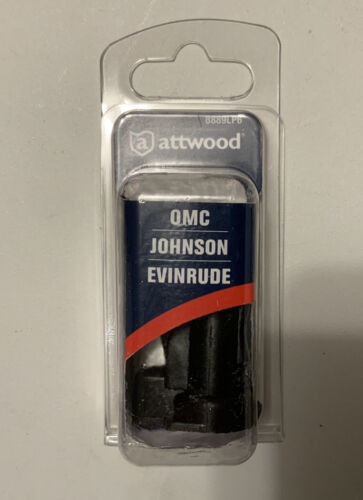 8889LP6
attwood
OMC
JOHNSON
EVINRUDE